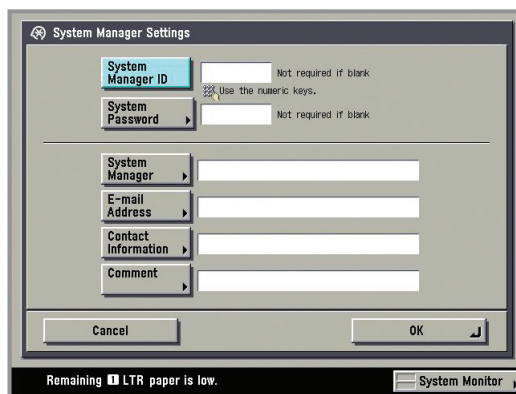 System Manager Settings
System
Manager ID
Not required if blank
Use the numeric keys.
System
Password
Not required if blank
System
Manager
E-mail
Address
Contact
Information
Comment
Cancel
OK
Remaining 1 LTR paper is low.
System Monitor